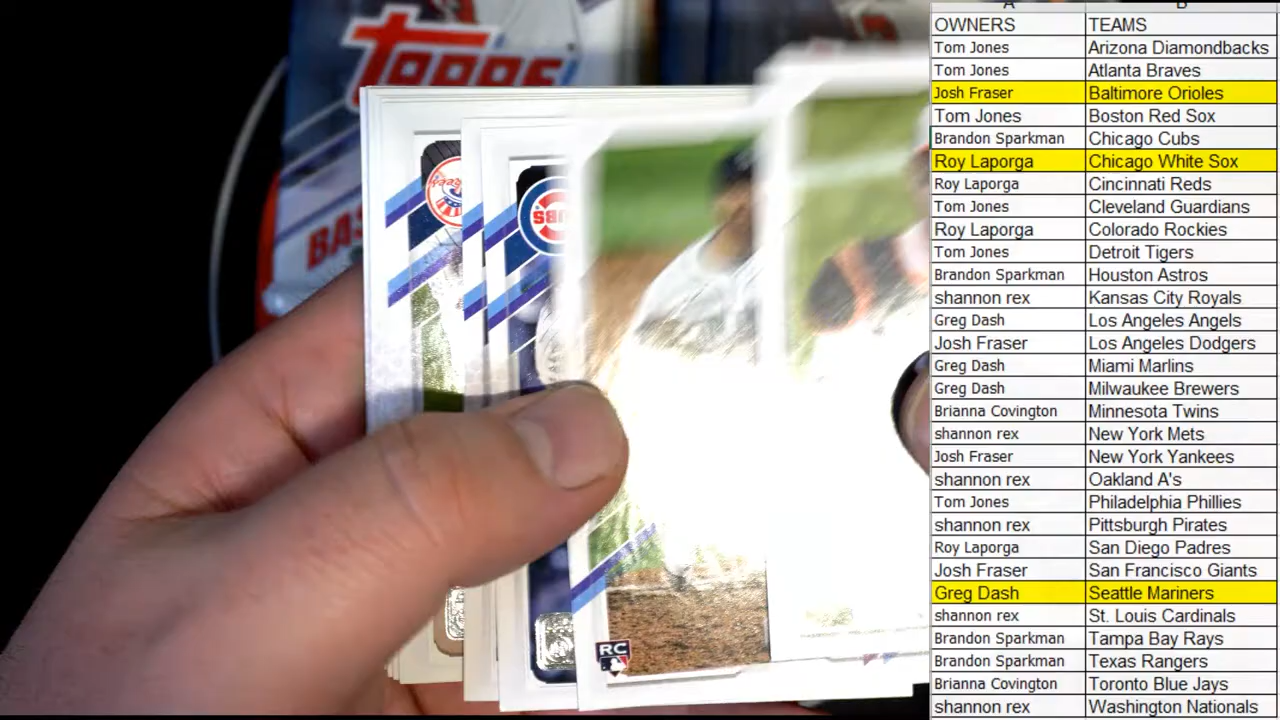 Topps
BAS
CUBS
RC
A
B
OWNERS TEAMS
Tom Jones Arizona Diamondbacks
Tom Jones Atlanta Braves
Josh Fraser Baltimore Orioles
Tom Jones Boston Red Sox
Brandon Sparkman Chicago Cubs
Roy Laporga Chicago White Sox
Roy Laporga Cincinnati Reds
Tom Jones Cleveland Guardians
Roy Laporga Colorado Rockies
Tom Jones Detroit Tigers
Brandon Sparkman Houston Astros
shannon rex Kansas City Royals
Greg Dash Los Angeles Angels
Josh Fraser Los Angeles Dodgers
Greg Dash Miami Marlins
Greg Dash Milwaukee Brewers
Brianna Covington Minnesota Twins
shannon rex New York Mets
Josh Fraser New York Yankees
shannon rex Oakland A's
Tom Jones Philadelphia Phillies
shannon rex Pittsburgh Pirates
Roy Laporga San Diego Padres
Josh Fraser San Francisco Giants
Greg Dash Seattle Mariners
shannon rex St. Louis Cardinals
Brandon Sparkman Tampa Bay Rays
Brandon Sparkman Texas Rangers
Brianna Covington Toronto Blue Jays
shannon rex Washington Nationals